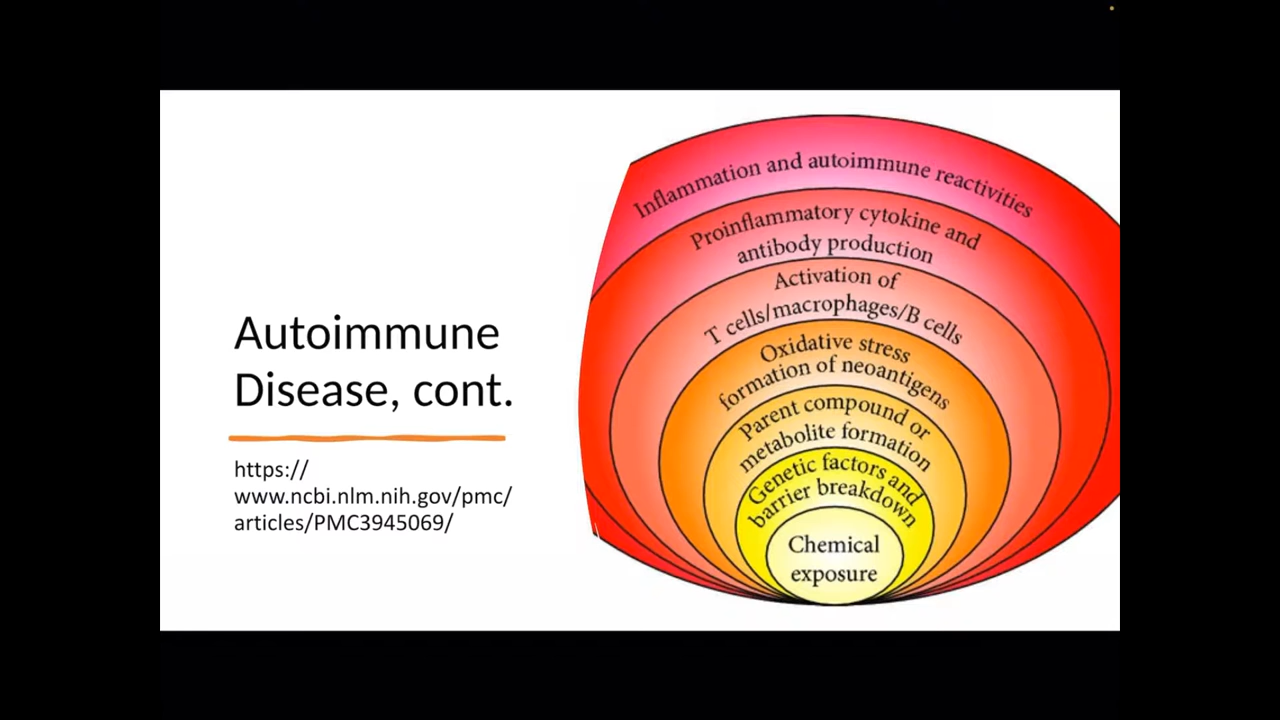 Autoimmune
Disease, cont.
https://
www.ncbi.nlm.nih.gov/pmc/
articles/PMC3945069/
Inflammation and autoimmune reactivities
Proinflammatory cytokine and
antibody production
Activation of
T cells/macrophages/B cells
Oxidative stress
formation of neoantigens
Parent compound or
metabolite formation
Genetic factors and
barrier breakdown
Chemical
exposure